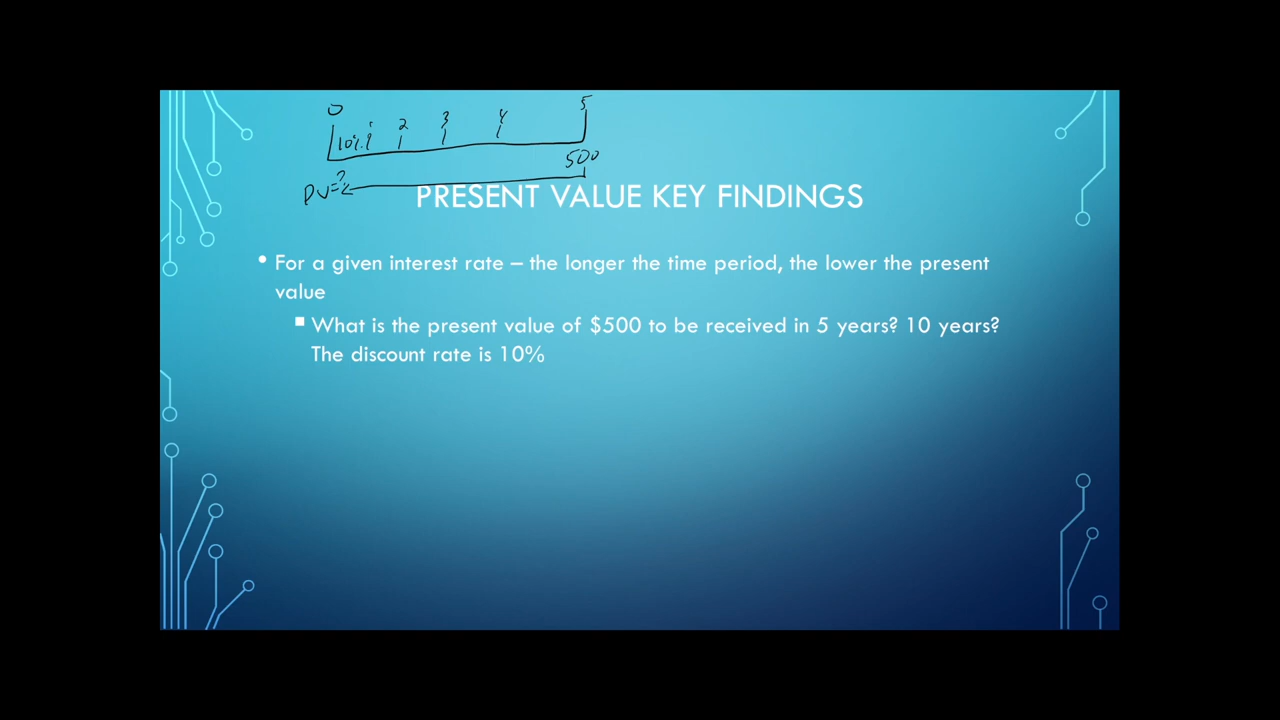 0 1 2 3 4 5
10%
500
PV=?
PRESENT VALUE KEY FINDINGS
• For a given interest rate – the longer the time period, the lower the present
value
▪ What is the present value of $500 to be received in 5 years? 10 years?
The discount rate is 10%